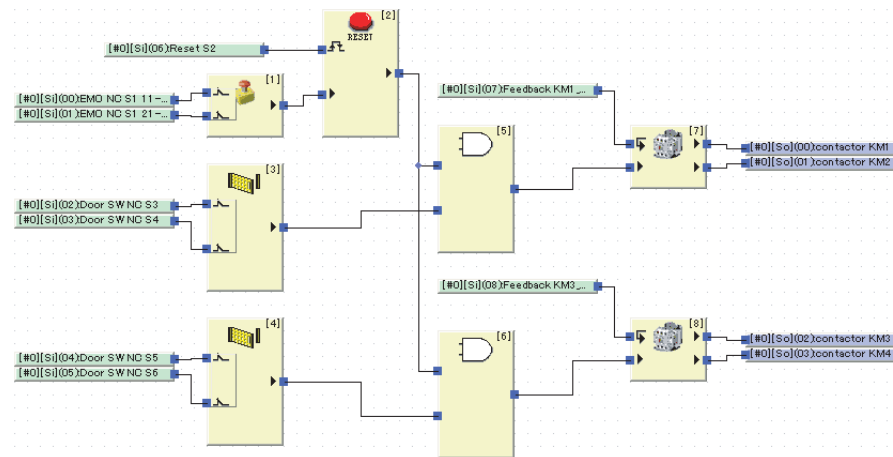 [2]
RESET
[#0][Si](06):Reset S2
[1]
[#0][Si](00):EMO NC S1 11-...
[#0][Si](01):EMO NC S1 21-...
[#0][Si](07):Feedback KM1_...
[5]
[7]
[#0][So](00):contactor KM1
[#0][So](01):contactor KM2
[3]
[#0][Si](02):Door SW NC S3
[#0][Si](03):Door SW NC S4
[#0][Si](08):Feedback KM3_...
[4]
[6]
[8]
[#0][So](02):contactor KM3
[#0][So](03):contactor KM4
[#0][Si](04):Door SW NC S5
[#0][Si](05):Door SW NC S6